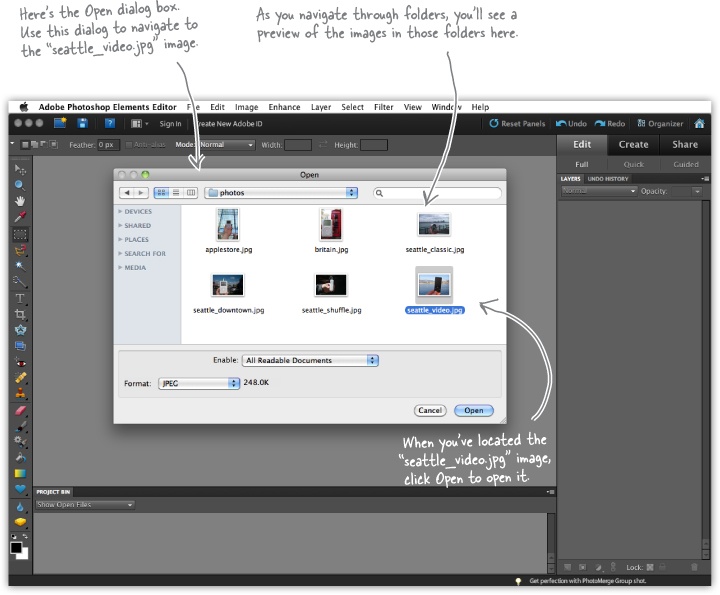 Here's the Open dialog box.
Use this dialog to navigate to
the "seattle_video.jpg" image.
As you navigate through folders, you'll see a
preview of the images in those folders here.
Adobe Photoshop Elements Editor File Edit Image Enhance Layer Select Filter View Window Help
Sign In Create New Adobe ID Reset Panels Undo Redo Organizer
Feather: 0 px Anti-alias Mode: Normal Width: Height:
Edit Create Share
Full Quick Guided
LAYERS UNDO HISTORY
Normal Opacity:
Open
photos
DEVICES
SHARED
PLACES
SEARCH FOR
MEDIA
applestore.jpg britain.jpg seattle_classic.jpg
seattle_downtown.jpg seattle_shuffle.jpg seattle_video.jpg
Enable: All Readable Documents
Format: JPEG 248.0K
Cancel Open
When you've located the
"seattle_video.jpg" image,
click Open to open it.
PROJECT BIN
Show Open Files
Lock:
Get perfection with PhotoMerge Group shot.